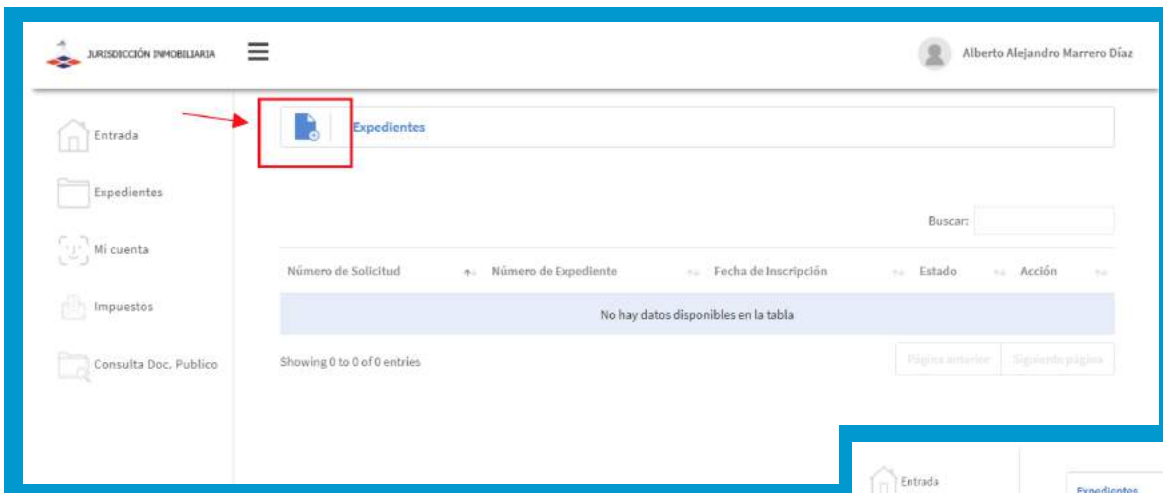 JURISDICCIÓN INMOBILIARIA
Alberto Alejandro Marrero Díaz
Entrada
Expedientes
Mi cuenta
Impuestos
Consulta Doc. Publico
Expedientes
Buscar:
Número de Solicitud Número de Expediente Fecha de Inscripción Estado Acción
No hay datos disponibles en la tabla
Showing 0 to 0 of 0 entries
Página anterior Siguiente página
Entrada
Expedientes